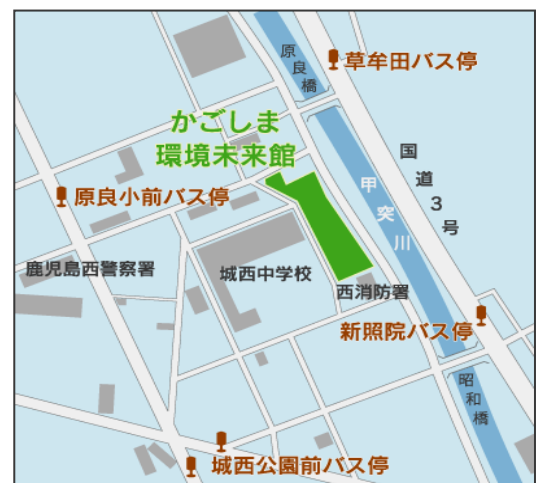 原良橋
草牟田バス停
かごしま
環境未来館
国道3号
甲突川
原良小前バス停
鹿児島西警察署
城西中学校
西消防署
新照院バス停
昭和橋
城西公園前バス停